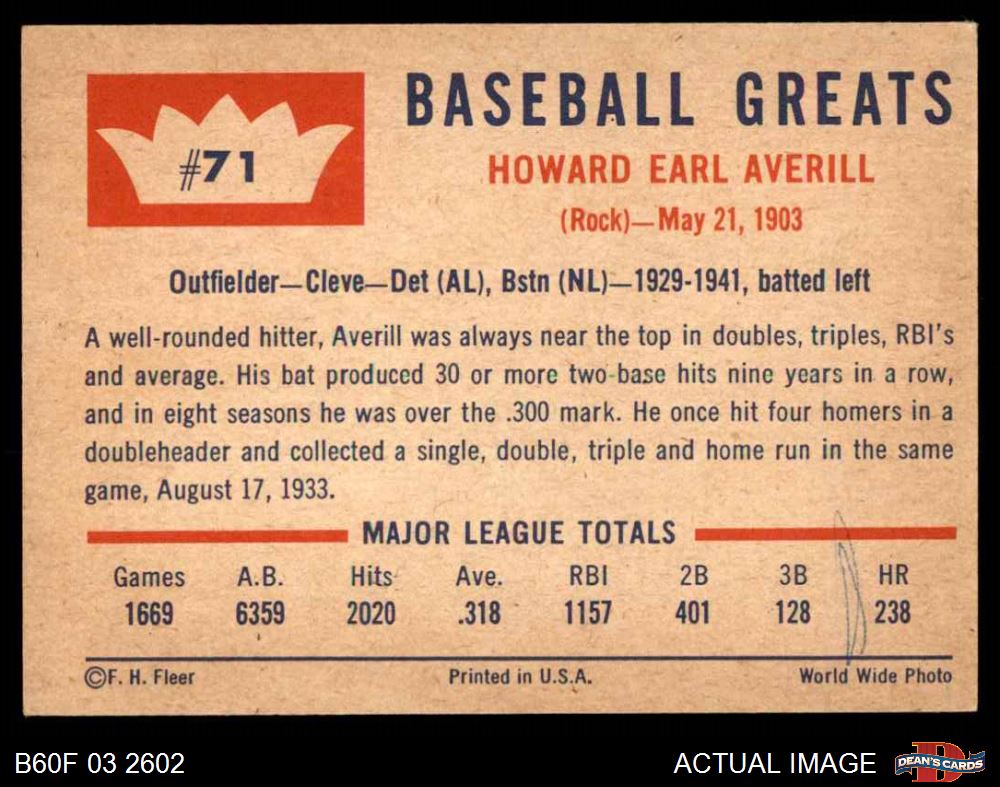 #71
BASEBALL GREATS
HOWARD EARL AVERILL
(Rock)—May 21, 1903
Outfielder—Cleve—Det (AL), Bstn (NL)—1929-1941, batted left
A well-rounded hitter, Averill was always near the top in doubles, triples, RBI's
and average. His bat produced 30 or more two-base hits nine years in a row,
and in eight seasons he was over the .300 mark. He once hit four homers in a
doubleheader and collected a single, double, triple and home run in the same
game, August 17, 1933.
MAJOR LEAGUE TOTALS
Games A.B. Hits Ave. RBI 2B 3B HR
1669 6359 2020 .318 1157 401 128 238
©F. H. Fleer Printed in U.S.A. World Wide Photo
B60F 03 2602 ACTUAL IMAGE D DEAN'S CARDS